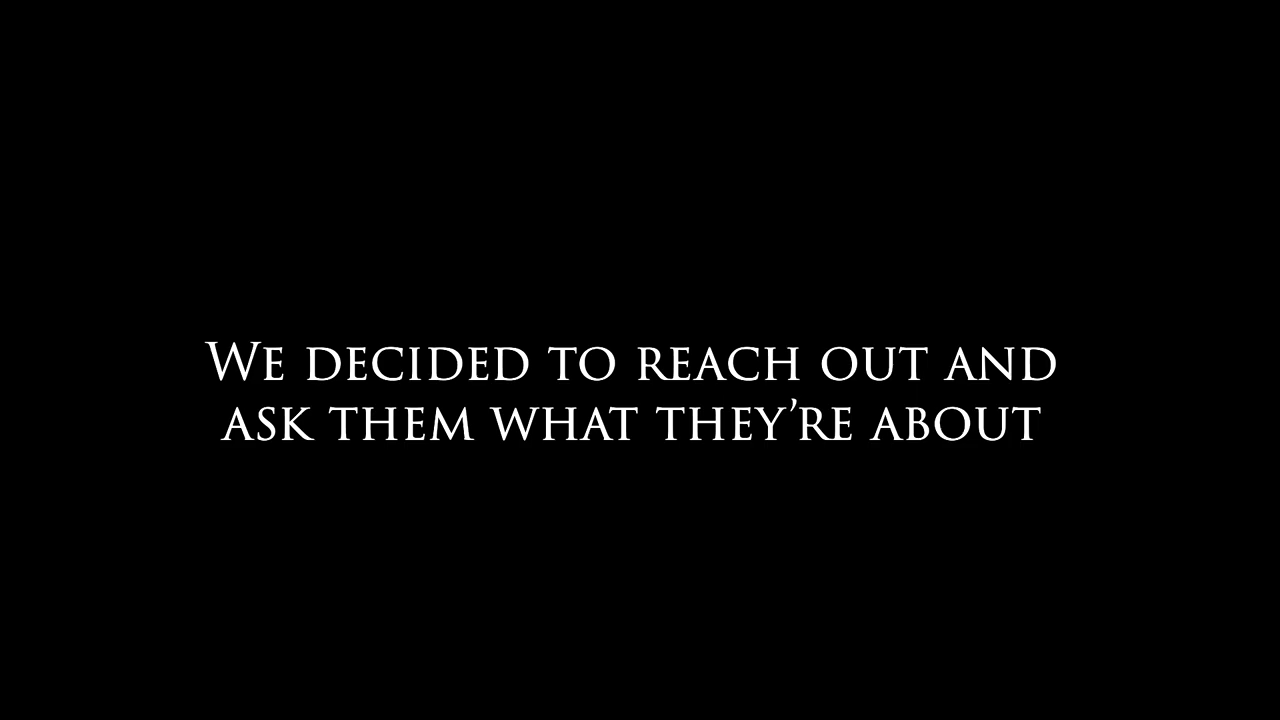 We decided to reach out and
ask them what they’re about